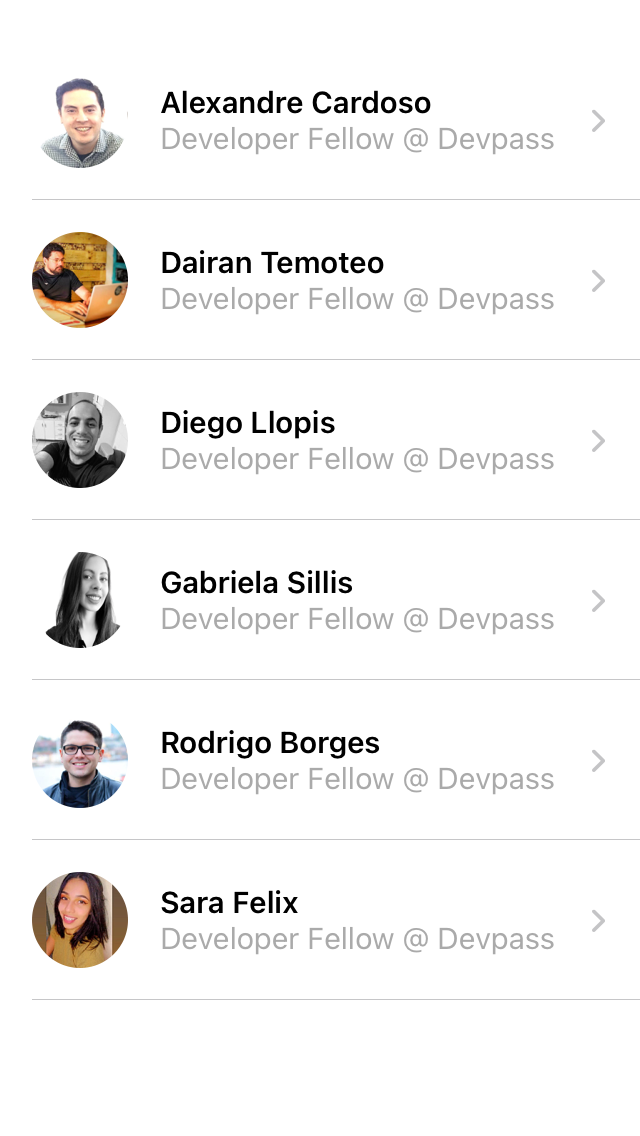 Alexandre Cardoso
Developer Fellow @ Devpass
Dairan Temoteo
Developer Fellow @ Devpass
Diego Llopis
Developer Fellow @ Devpass
Gabriela Sillis
Developer Fellow @ Devpass
Rodrigo Borges
Developer Fellow @ Devpass
Sara Felix
Developer Fellow @ Devpass